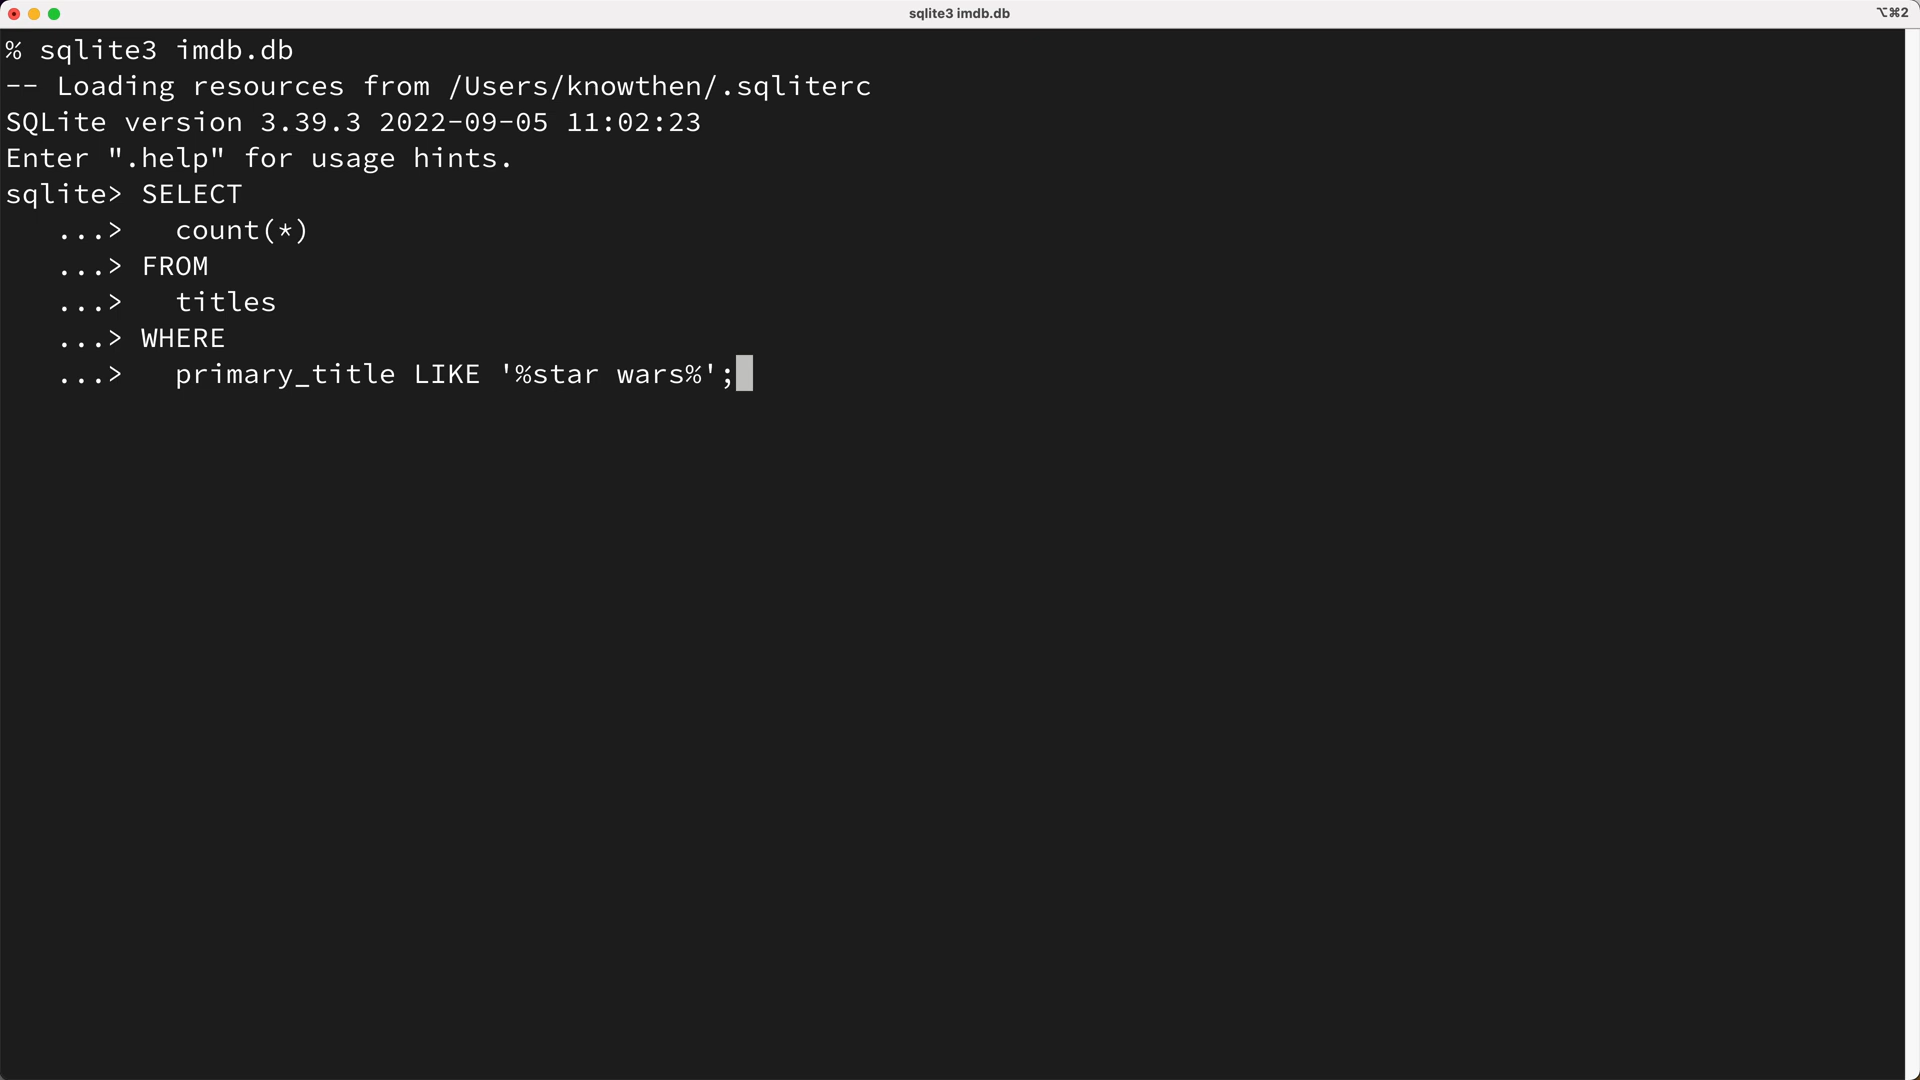 sqlite3 imdb.db
⌥⌘2
% sqlite3 imdb.db
-- Loading resources from /Users/knowthen/.sqliterc
SQLite version 3.39.3 2022-09-05 11:02:23
Enter ".help" for usage hints.
sqlite> SELECT
   ...>   count(*)
   ...> FROM
   ...>   titles
   ...> WHERE
   ...>   primary_title LIKE '%star wars%';